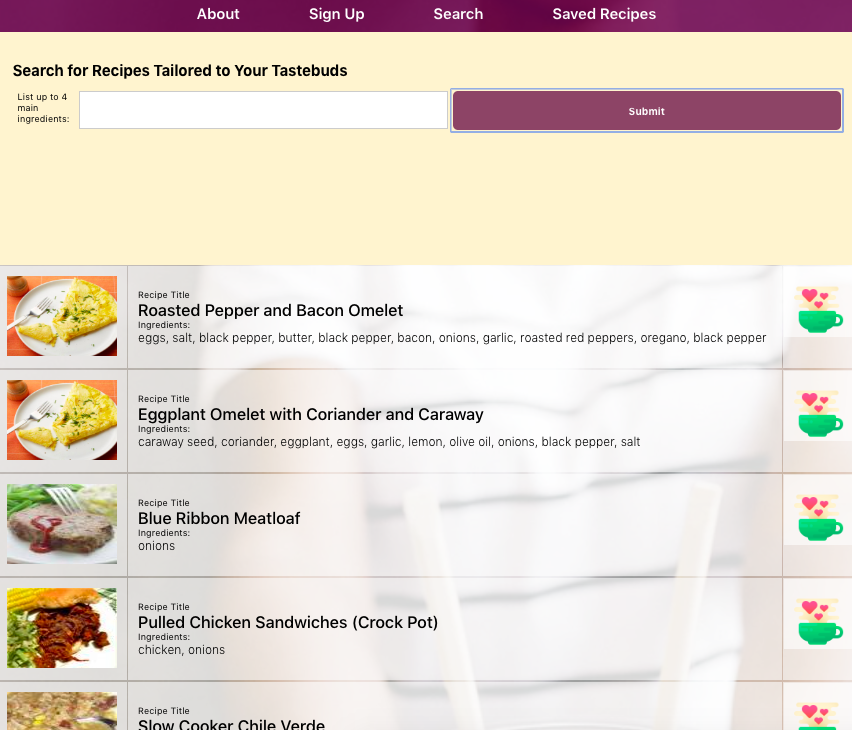 About Sign Up Search Saved Recipes
Search for Recipes Tailored to Your Tastebuds
List up to 4
main
ingredients:
Submit
Recipe Title
Roasted Pepper and Bacon Omelet
Ingredients:
eggs, salt, black pepper, butter, black pepper, bacon, onions, garlic, roasted red peppers, oregano, black pepper
Recipe Title
Eggplant Omelet with Coriander and Caraway
Ingredients:
caraway seed, coriander, eggplant, eggs, garlic, lemon, olive oil, onions, black pepper, salt
Recipe Title
Blue Ribbon Meatloaf
Ingredients:
onions
Recipe Title
Pulled Chicken Sandwiches (Crock Pot)
Ingredients:
chicken, onions
Recipe Title
Slow Cooker Chile Verde